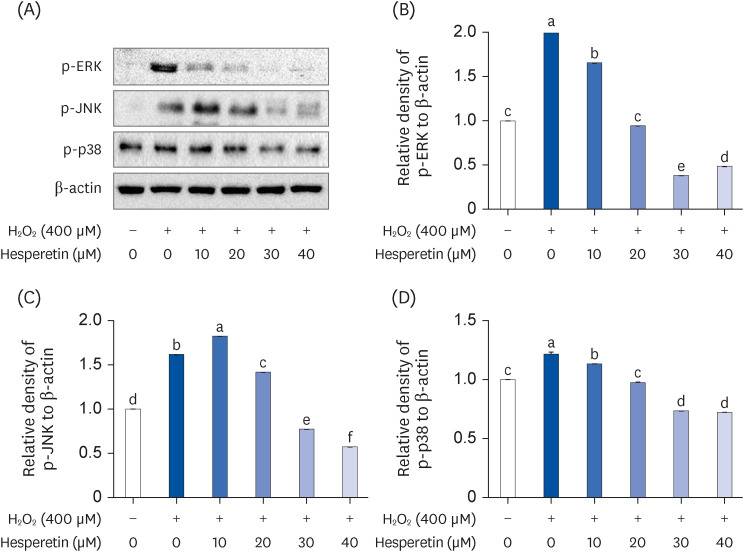 (A)
p-ERK
p-JNK
p-p38
β-actin
H₂O₂ (400 μM) − + + + + +
Hesperetin (μM) 0 0 10 20 30 40
(B)
Relative density of
p-ERK to β-actin
2.0
1.5
1.0
0.5
0
c a b c e d
H₂O₂ (400 μM) − + + + + +
Hesperetin (μM) 0 0 10 20 30 40
(C)
Relative density of
p-JNK to β-actin
2.0
1.5
1.0
0.5
0
d b a c e f
H₂O₂ (400 μM) − + + + + +
Hesperetin (μM) 0 0 10 20 30 40
(D)
Relative density of
p-p38 to β-actin
1.5
1.0
0.5
0
c a b c d d
H₂O₂ (400 μM) − + + + + +
Hesperetin (μM) 0 0 10 20 30 40